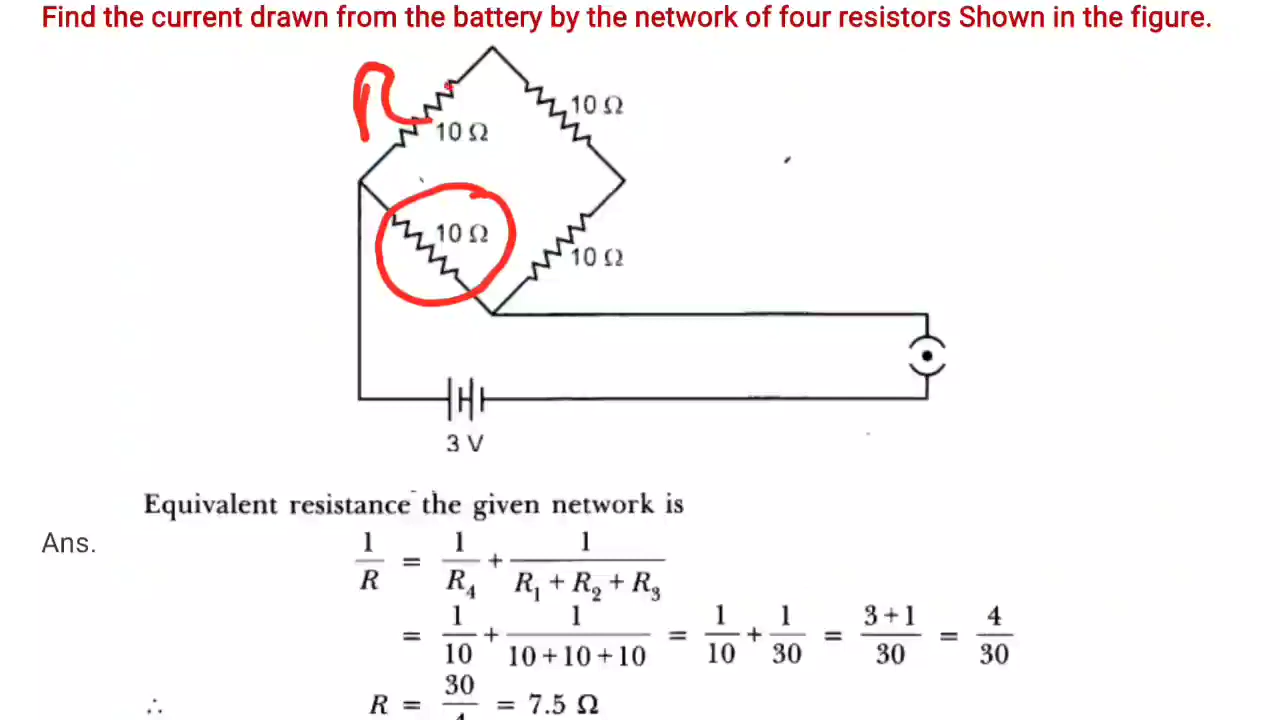 Find the current drawn from the battery by the network of four resistors Shown in the figure.
10 Ω
10 Ω
10 Ω
10 Ω
3 V
Equivalent resistance the given network is
Ans.
1/R = 1/R₄ + 1/(R₁ + R₂ + R₃)
= 1/10 + 1/(10 + 10 + 10) = 1/10 + 1/30 = (3 + 1)/30 = 4/30
∴ R = 30/4 = 7.5 Ω